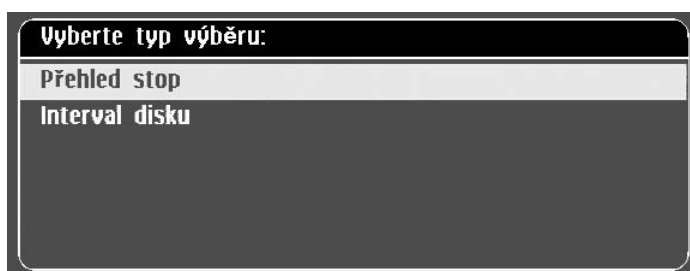 Vyberte typ výběru:
Přehled stop
Interval disku